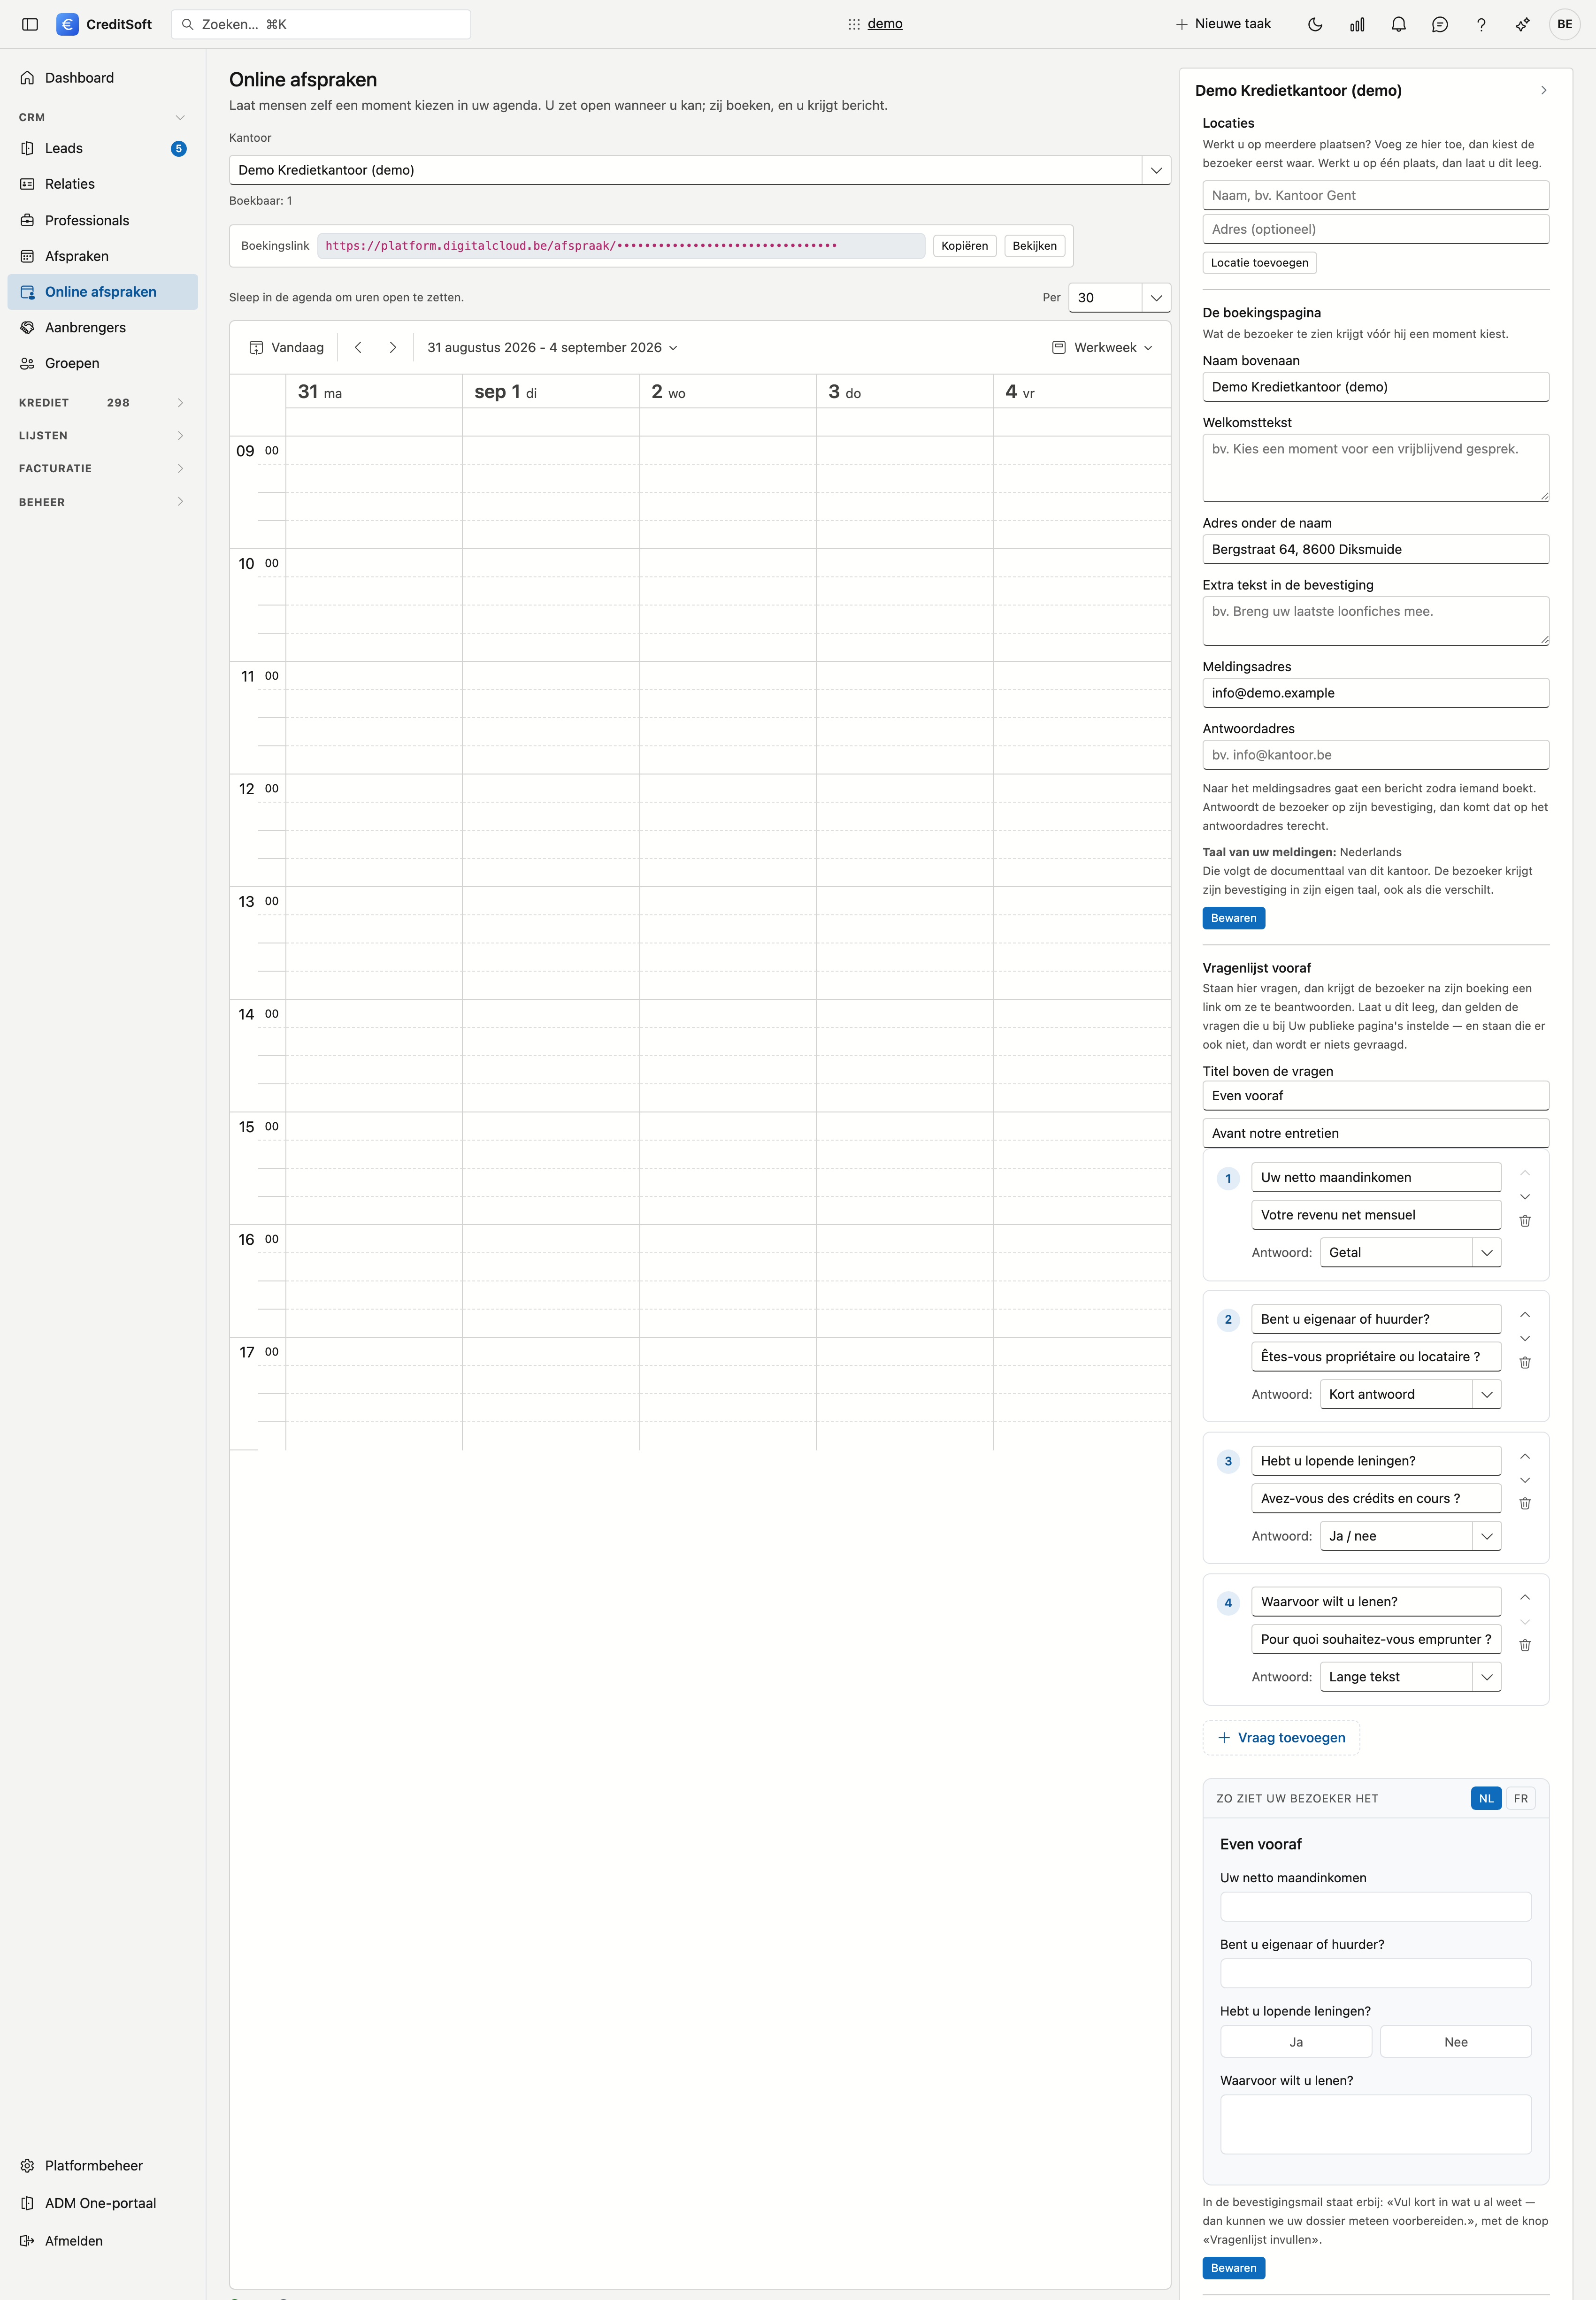 CreditSoft
Zoeken... ⌘K
demo
Nieuwe taak
BE
Dashboard
CRM
Leads 5
Relaties
Professionals
Afspraken
Online afspraken
Aanbrengers
Groepen
KREDIET 298
LIJSTEN
FACTURATIE
BEHEER
Platformbeheer
ADM One-portaal
Afmelden
Online afspraken
Laat mensen zelf een moment kiezen in uw agenda. U zet open wanneer u kan; zij boeken, en u krijgt bericht.
Kantoor
Demo Kredietkantoor (demo)
Boekbaar: 1
Boekingslink https://platform.digitalcloud.be/afspraak/•••••••••••••••••••••••••••••••• Kopiëren Bekijken
Sleep in de agenda om uren open te zetten. Per 30
Vandaag 31 augustus 2026 - 4 september 2026 Werkweek
31 ma sep 1 di 2 wo 3 do 4 vr
09 00
10 00
11 00
12 00
13 00
14 00
15 00
16 00
17 00
Demo Kredietkantoor (demo)
Locaties
Werkt u op meerdere plaatsen? Voeg ze hier toe, dan kiest de
bezoeker eerst waar. Werkt u op één plaats, dan laat u dit leeg.
Naam, bv. Kantoor Gent
Adres (optioneel)
Locatie toevoegen
De boekingspagina
Wat de bezoeker te zien krijgt vóór hij een moment kiest.
Naam bovenaan
Demo Kredietkantoor (demo)
Welkomsttekst
bv. Kies een moment voor een vrijblijvend gesprek.
Adres onder de naam
Bergstraat 64, 8600 Diksmuide
Extra tekst in de bevestiging
bv. Breng uw laatste loonfiches mee.
Meldingsadres
info@demo.example
Antwoordadres
bv. info@kantoor.be
Naar het meldingsadres gaat een bericht zodra iemand boekt.
Antwoordt de bezoeker op zijn bevestiging, dan komt dat op het
antwoordadres terecht.
Taal van uw meldingen: Nederlands
Die volgt de documenttaal van dit kantoor. De bezoeker krijgt
zijn bevestiging in zijn eigen taal, ook als die verschilt.
Bewaren
Vragenlijst vooraf
Staan hier vragen, dan krijgt de bezoeker na zijn boeking een
link om ze te beantwoorden. Laat u dit leeg, dan gelden de
vragen die u bij Uw publieke pagina's instelde — en staan die er
ook niet, dan wordt er niets gevraagd.
Titel boven de vragen
Even vooraf
Avant notre entretien
1 Uw netto maandinkomen
Votre revenu net mensuel
Antwoord: Getal
2 Bent u eigenaar of huurder?
Êtes-vous propriétaire ou locataire ?
Antwoord: Kort antwoord
3 Hebt u lopende leningen?
Avez-vous des crédits en cours ?
Antwoord: Ja / nee
4 Waarvoor wilt u lenen?
Pour quoi souhaitez-vous emprunter ?
Antwoord: Lange tekst
Vraag toevoegen
ZO ZIET UW BEZOEKER HET NL FR
Even vooraf
Uw netto maandinkomen
Bent u eigenaar of huurder?
Hebt u lopende leningen?
Ja Nee
Waarvoor wilt u lenen?
In de bevestigingsmail staat erbij: «Vul kort in wat u al weet —
dan kunnen we uw dossier meteen voorbereiden.», met de knop
«Vragenlijst invullen».
Bewaren